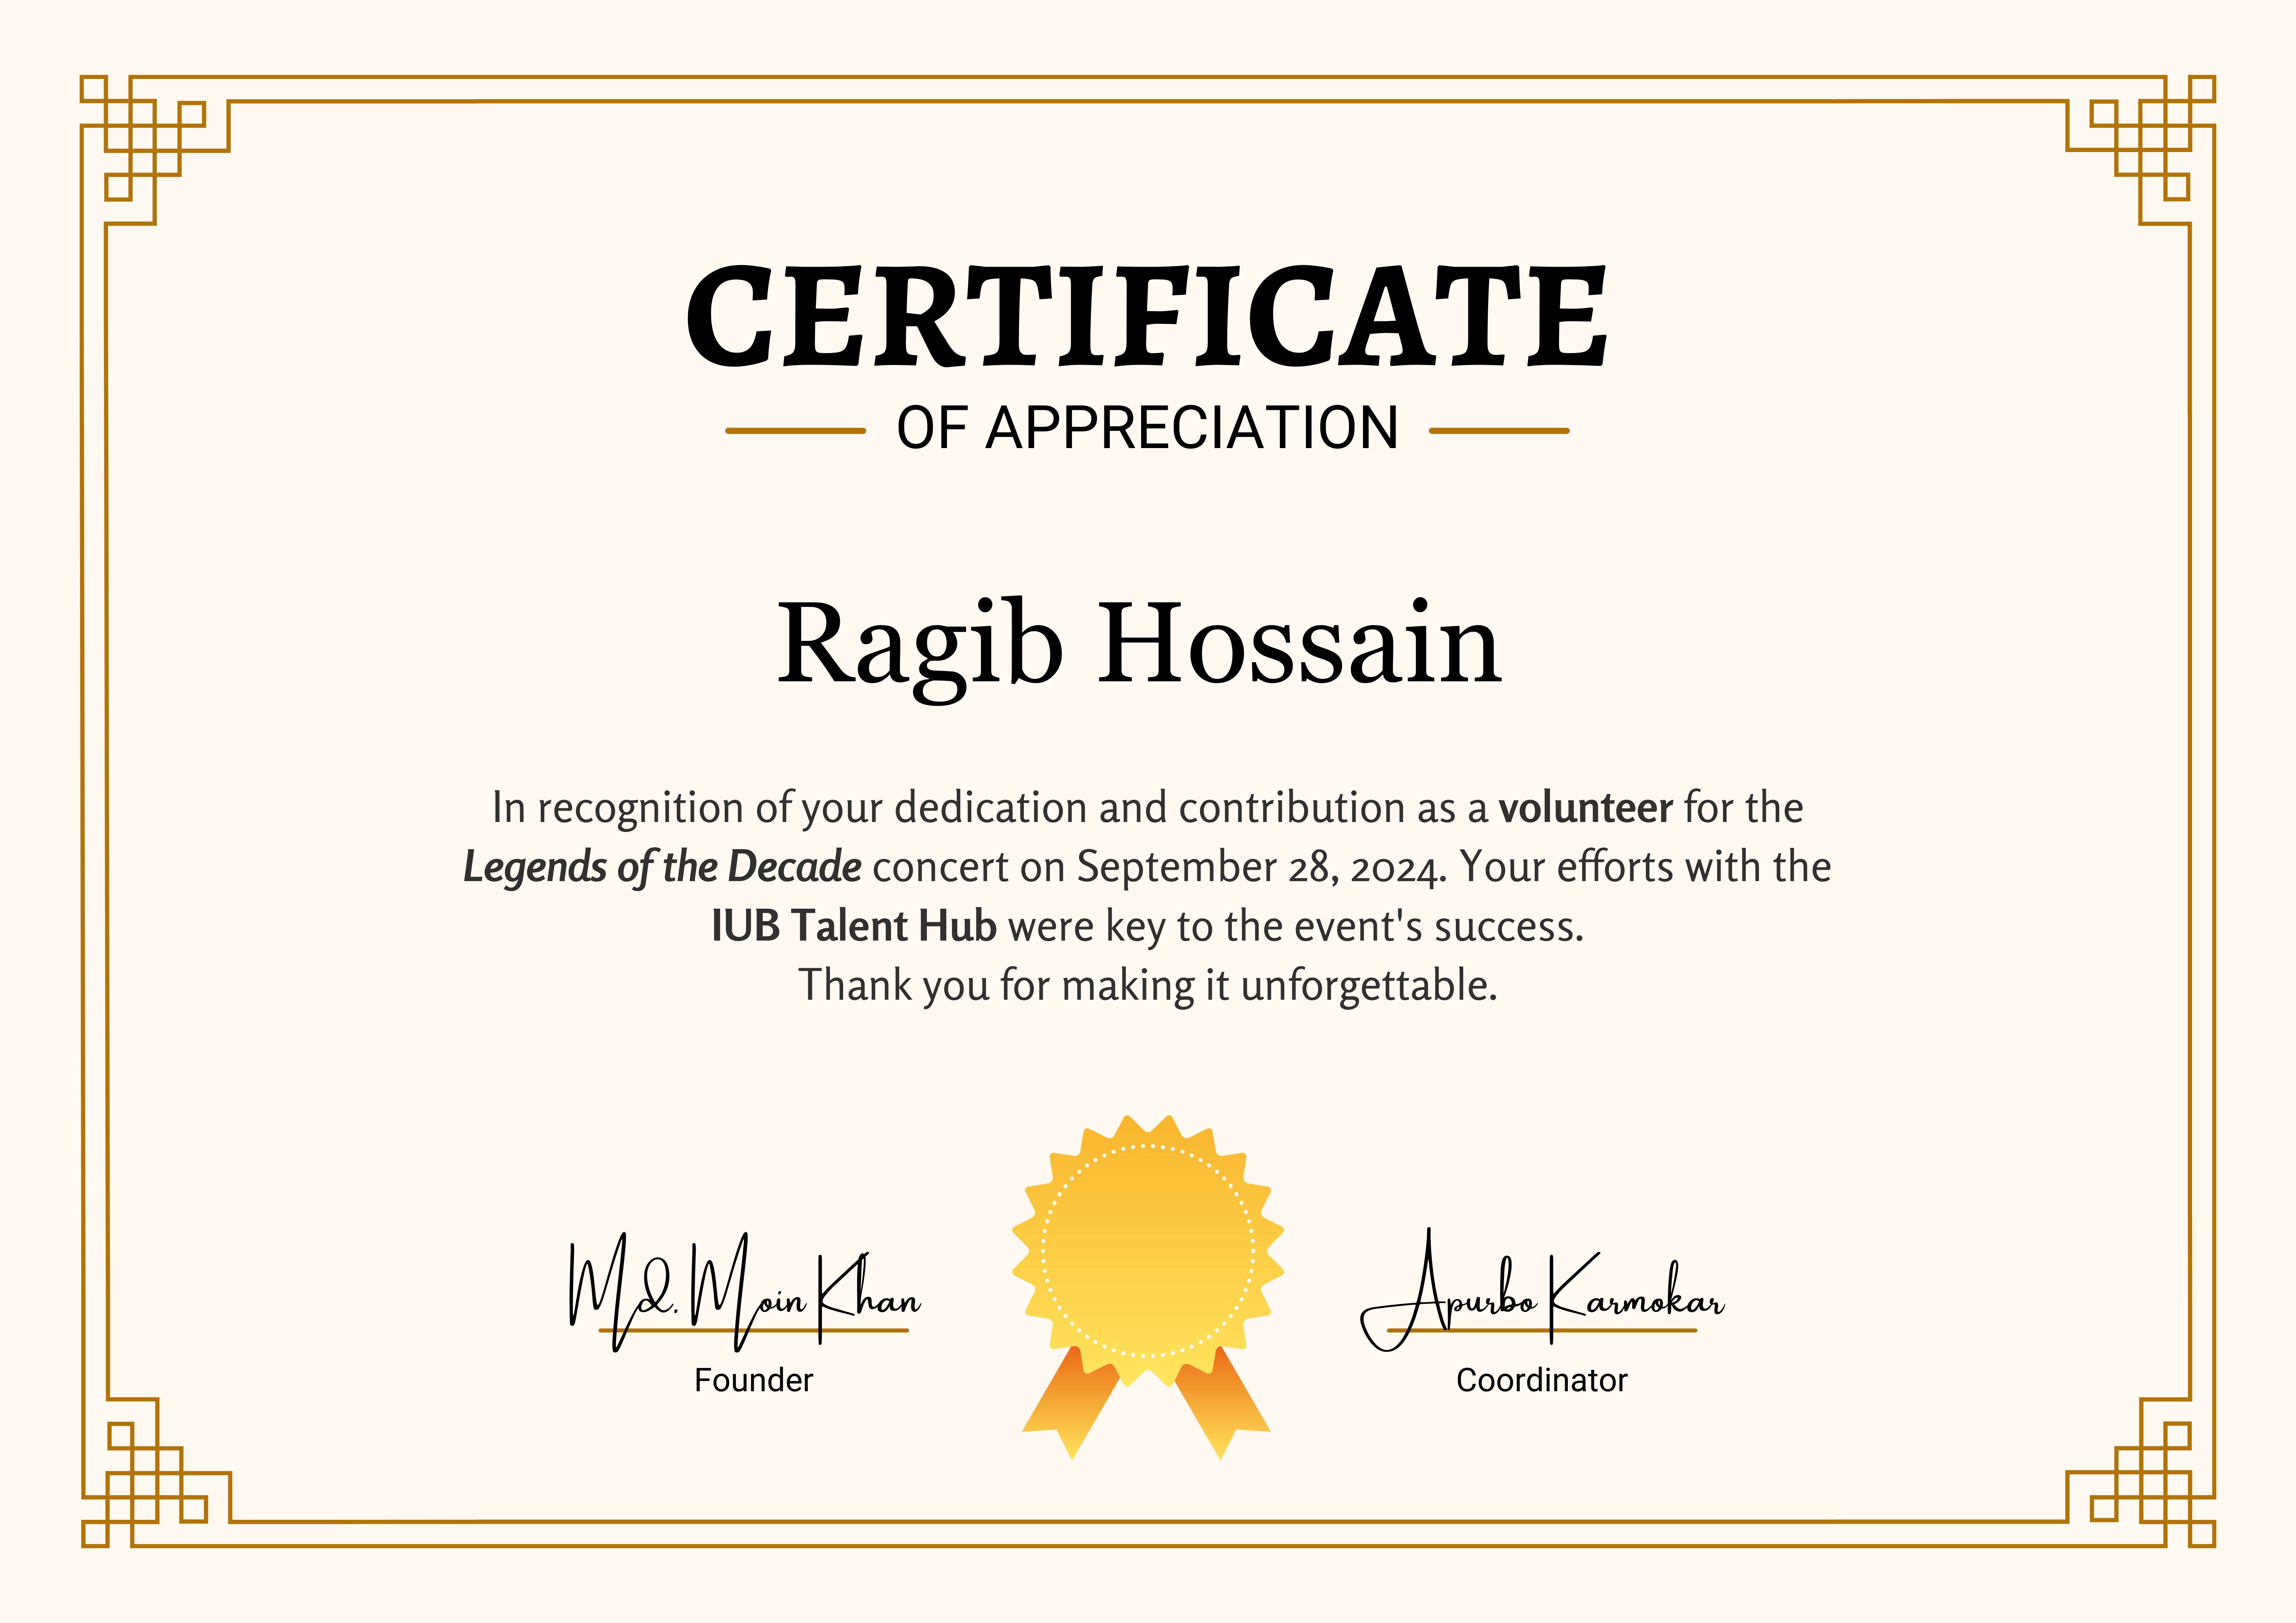 CERTIFICATE
OF APPRECIATION
Ragib Hossain
In recognition of your dedication and contribution as a volunteer for the
Legends of the Decade concert on September 28, 2024. Your efforts with the
IUB Talent Hub were key to the event's success.
Thank you for making it unforgettable.
Md. Moin Khan
Founder
Apurbo Karmokar
Coordinator